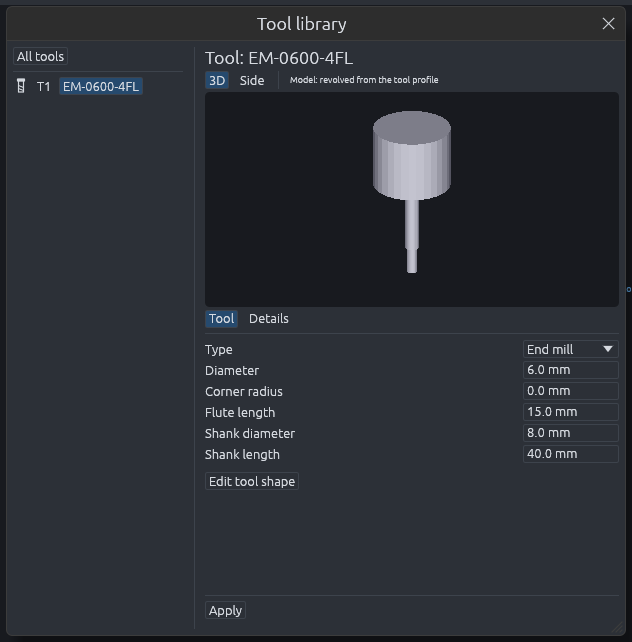 Tool library
All tools
T1 EM-0600-4FL
Tool: EM-0600-4FL
3D Side Model: revolved from the tool profile
Tool Details
Type End mill
Diameter 6.0 mm
Corner radius 0.0 mm
Flute length 15.0 mm
Shank diameter 8.0 mm
Shank length 40.0 mm
Edit tool shape
Apply